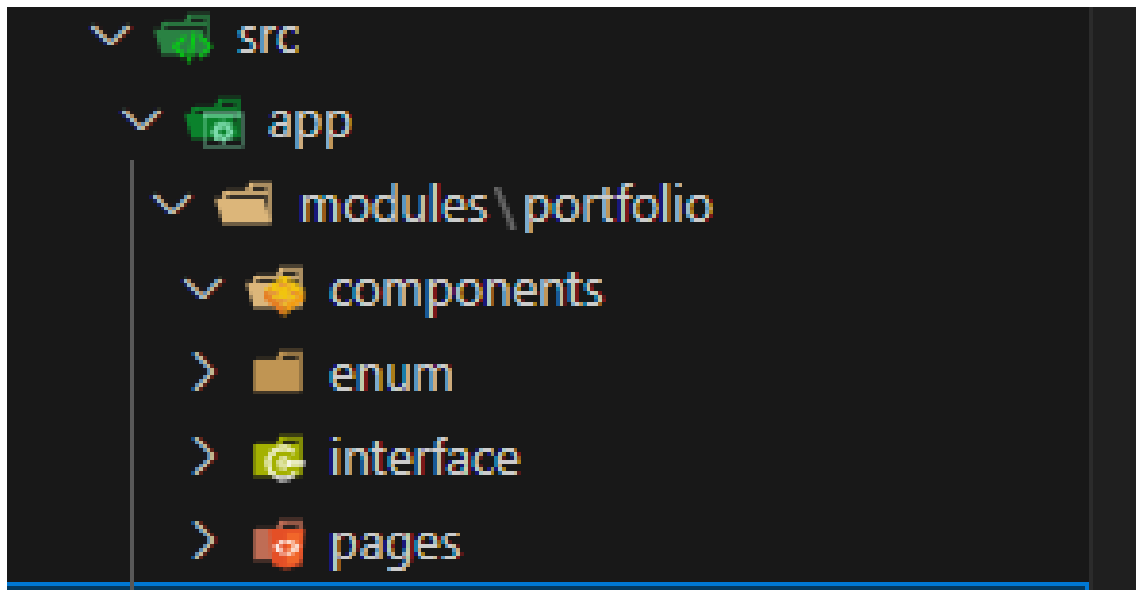 src
app
modules\portfolio
components
enum
interface
pages